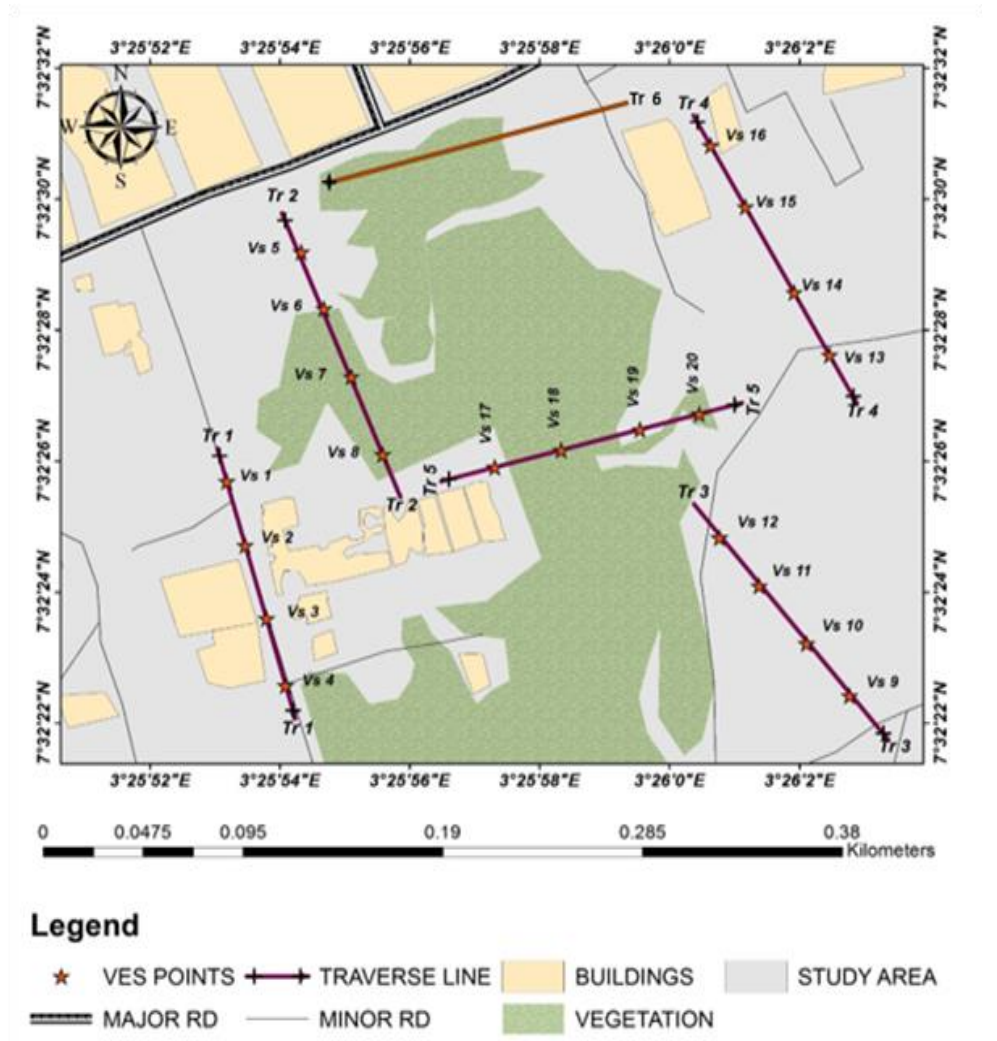 3°25'52"E 3°25'54"E 3°25'56"E 3°25'58"E 3°26'0"E 3°26'2"E
7°32'32"N 7°32'32"N
N
W E
S
Tr 6
Tr 4
Vs 16
7°32'30"N 7°32'30"N
Tr 2
Vs 15
Vs 5
Vs 14
Vs 6
7°32'28"N 7°32'28"N
Vs 13
Vs 7
Vs 20
Vs 19
Tr 5
Tr 4
Vs 18
Vs 17
Tr 1
7°32'26"N 7°32'26"N
Vs 8
Vs 1
Tr 5
Tr 3
Tr 2
Vs 12
Vs 2
7°32'24"N 7°32'24"N
Vs 11
Vs 3
Vs 10
Vs 4
Vs 9
7°32'22"N 7°32'22"N
Tr 1
Tr 3
3°25'52"E 3°25'54"E 3°25'56"E 3°25'58"E 3°26'0"E 3°26'2"E
0 0.0475 0.095 0.19 0.285 0.38
Kilometers
Legend
VES POINTS TRAVERSE LINE BUILDINGS STUDY AREA
MAJOR RD MINOR RD VEGETATION